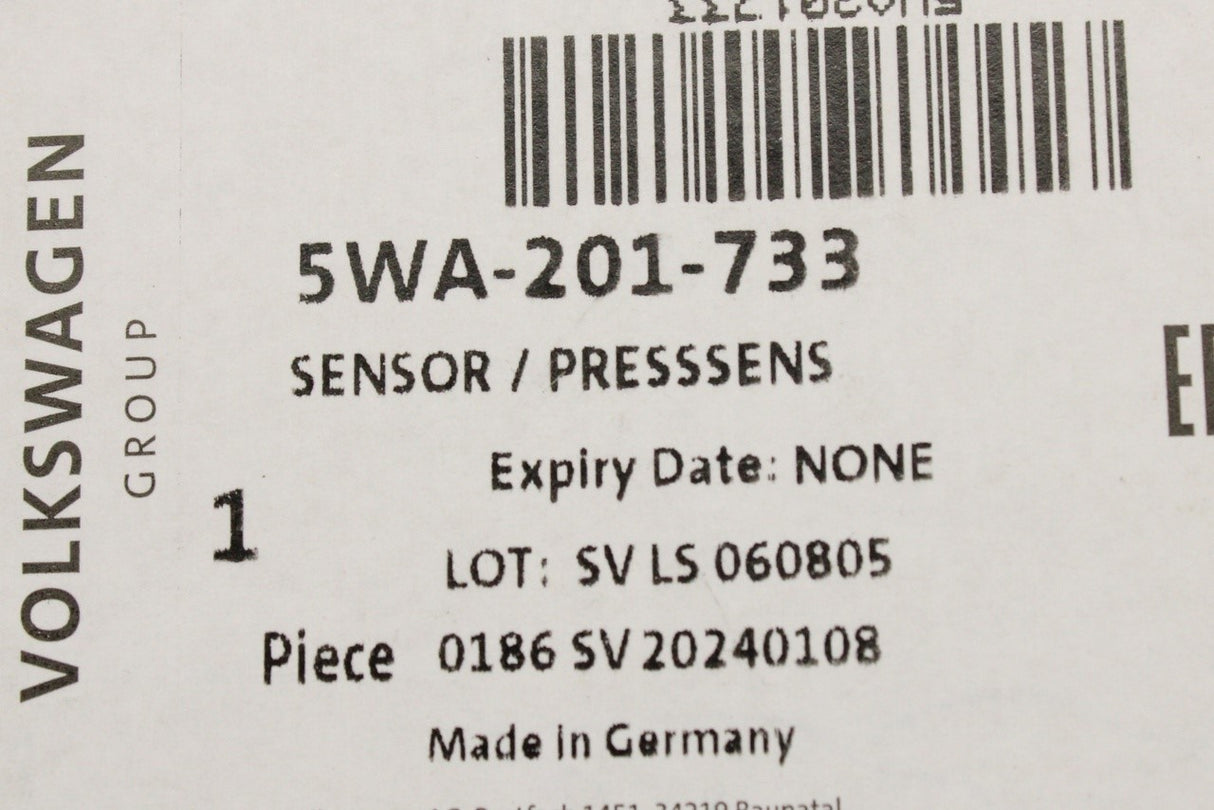 VOLKSWAGEN
GROUP
5WA-201-733
SENSOR / PRESSSENS
Expiry Date: NONE
1
LOT: SV LS 060805
Piece 0186 SV 20240108
Made in Germany